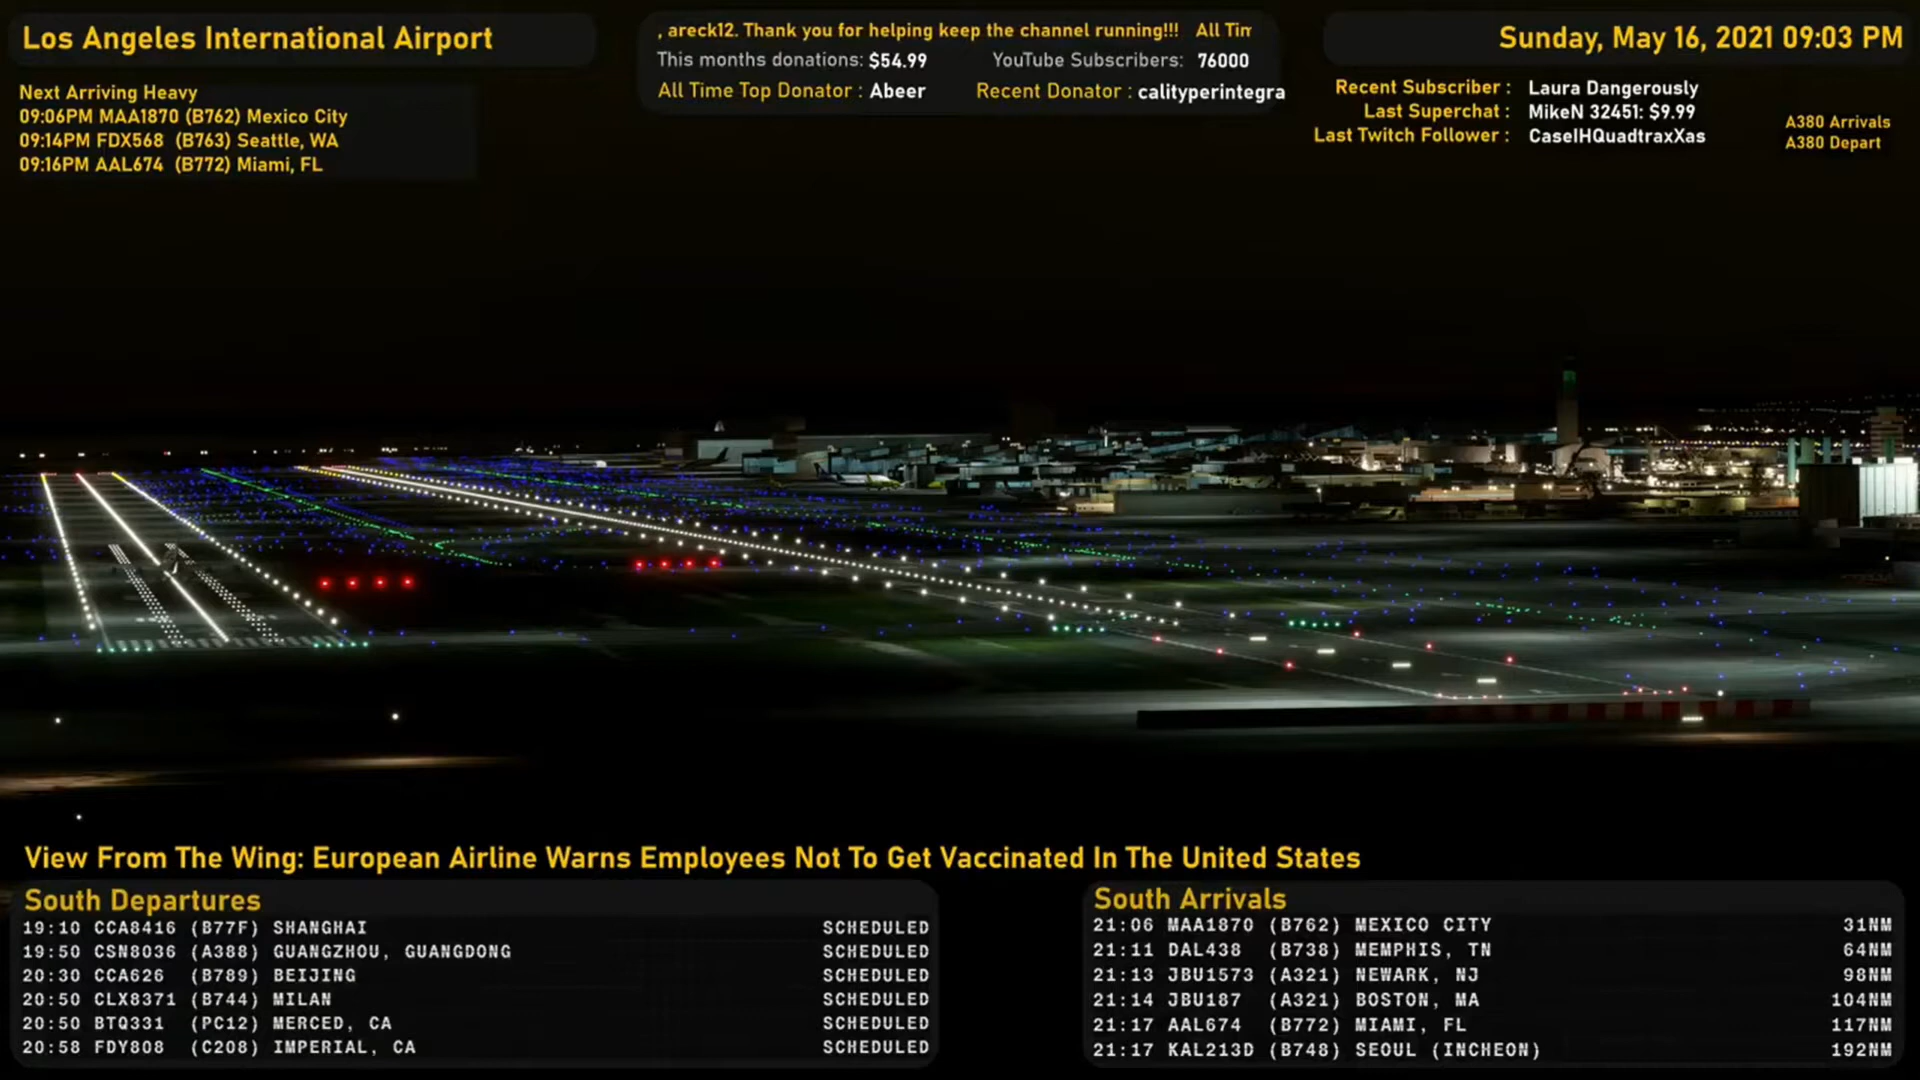 Los Angeles International Airport
Next Arriving Heavy
09:06PM MAA1870 (B762) Mexico City
09:14PM FDX568 (B763) Seattle, WA
09:16PM AAL674 (B772) Miami, FL
, areck12. Thank you for helping keep the channel running!!! All Tim
This months donations: $54.99 YouTube Subscribers: 76000
All Time Top Donator : Abeer Recent Donator : calityperintegra
Sunday, May 16, 2021 09:03 PM
Recent Subscriber : Laura Dangerously
Last Superchat : MikeN 32451: $9.99
Last Twitch Follower : CaseIHQuadtraxXas
A380 Arrivals
A380 Depart
View From The Wing: European Airline Warns Employees Not To Get Vaccinated In The United States
South Departures
19:10 CCA8416 (B77F) SHANGHAI SCHEDULED
19:50 CSN8036 (A388) GUANGZHOU, GUANGDONG SCHEDULED
20:30 CCA626 (B789) BEIJING SCHEDULED
20:50 CLX8371 (B744) MILAN SCHEDULED
20:50 BTQ331 (PC12) MERCED, CA SCHEDULED
20:58 FDY808 (C208) IMPERIAL, CA SCHEDULED
South Arrivals
21:06 MAA1870 (B762) MEXICO CITY 31NM
21:11 DAL438 (B738) MEMPHIS, TN 64NM
21:13 JBU1573 (A321) NEWARK, NJ 98NM
21:14 JBU187 (A321) BOSTON, MA 104NM
21:17 AAL674 (B772) MIAMI, FL 117NM
21:17 KAL213D (B748) SEOUL (INCHEON) 192NM